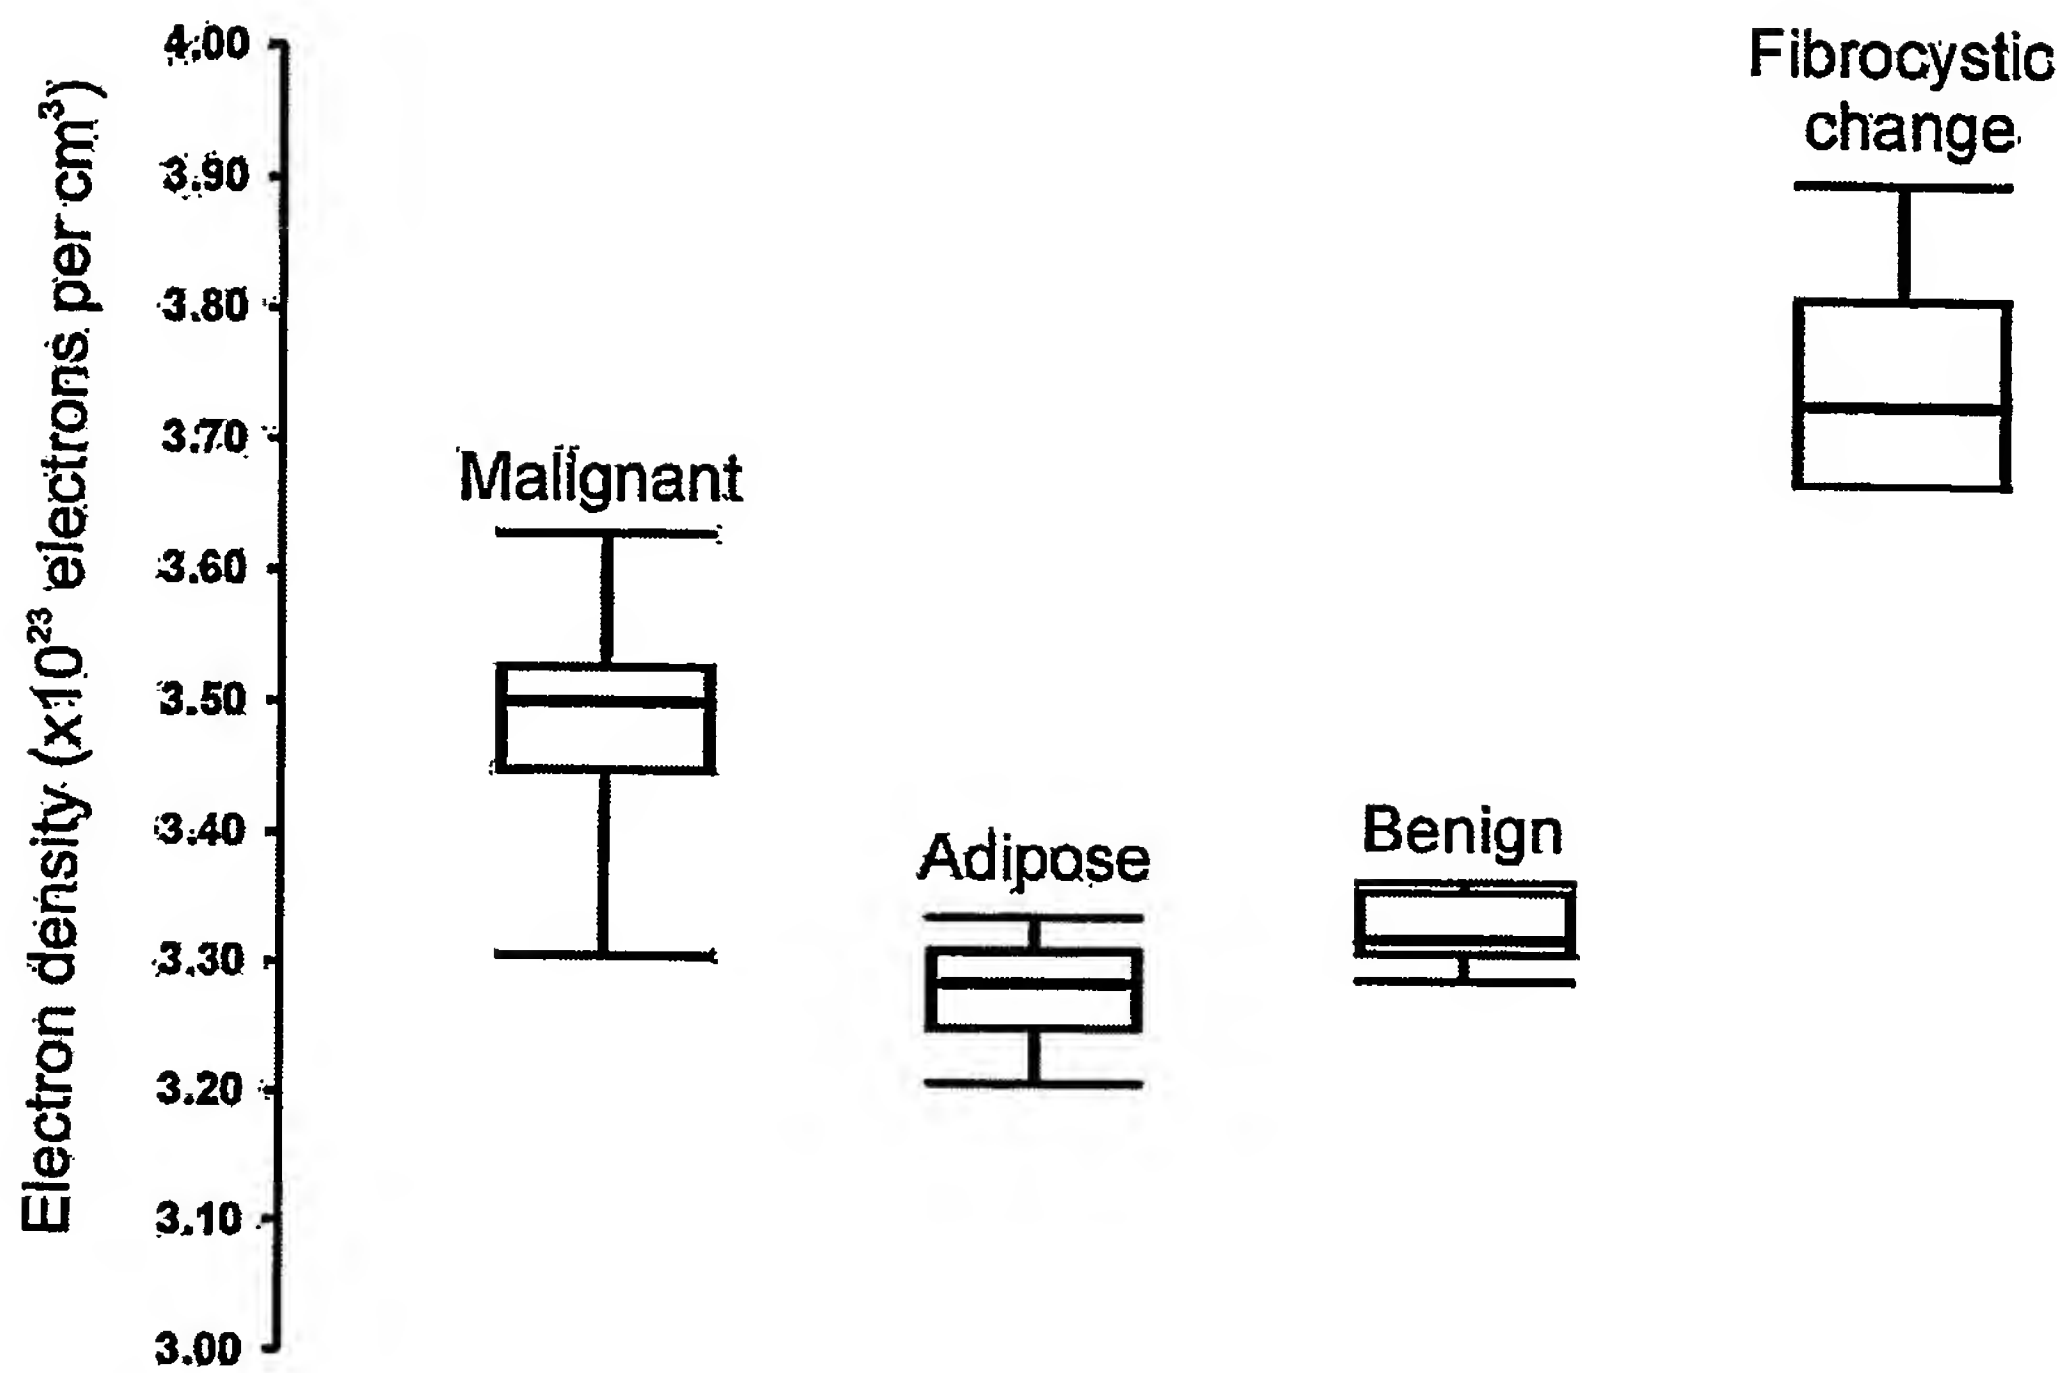 Electron density (x10²³ electrons per cm³)
4.00
3.90
3.80
3.70
3.60
3.50
3.40
3.30
3.20
3.10
3.00
Malignant
Adipose
Benign
Fibrocystic
change